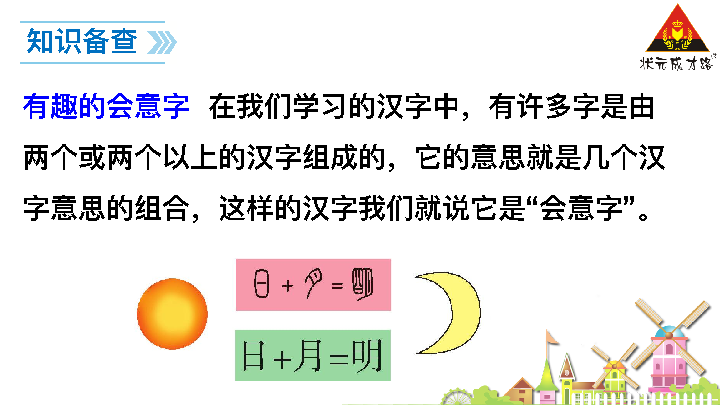 知识备查
状元成才路
有趣的会意字 在我们学习的汉字中，有许多字是由
两个或两个以上的汉字组成的，它的意思就是几个汉
字意思的组合，这样的汉字我们就说它是“会意字”。
日+月=明